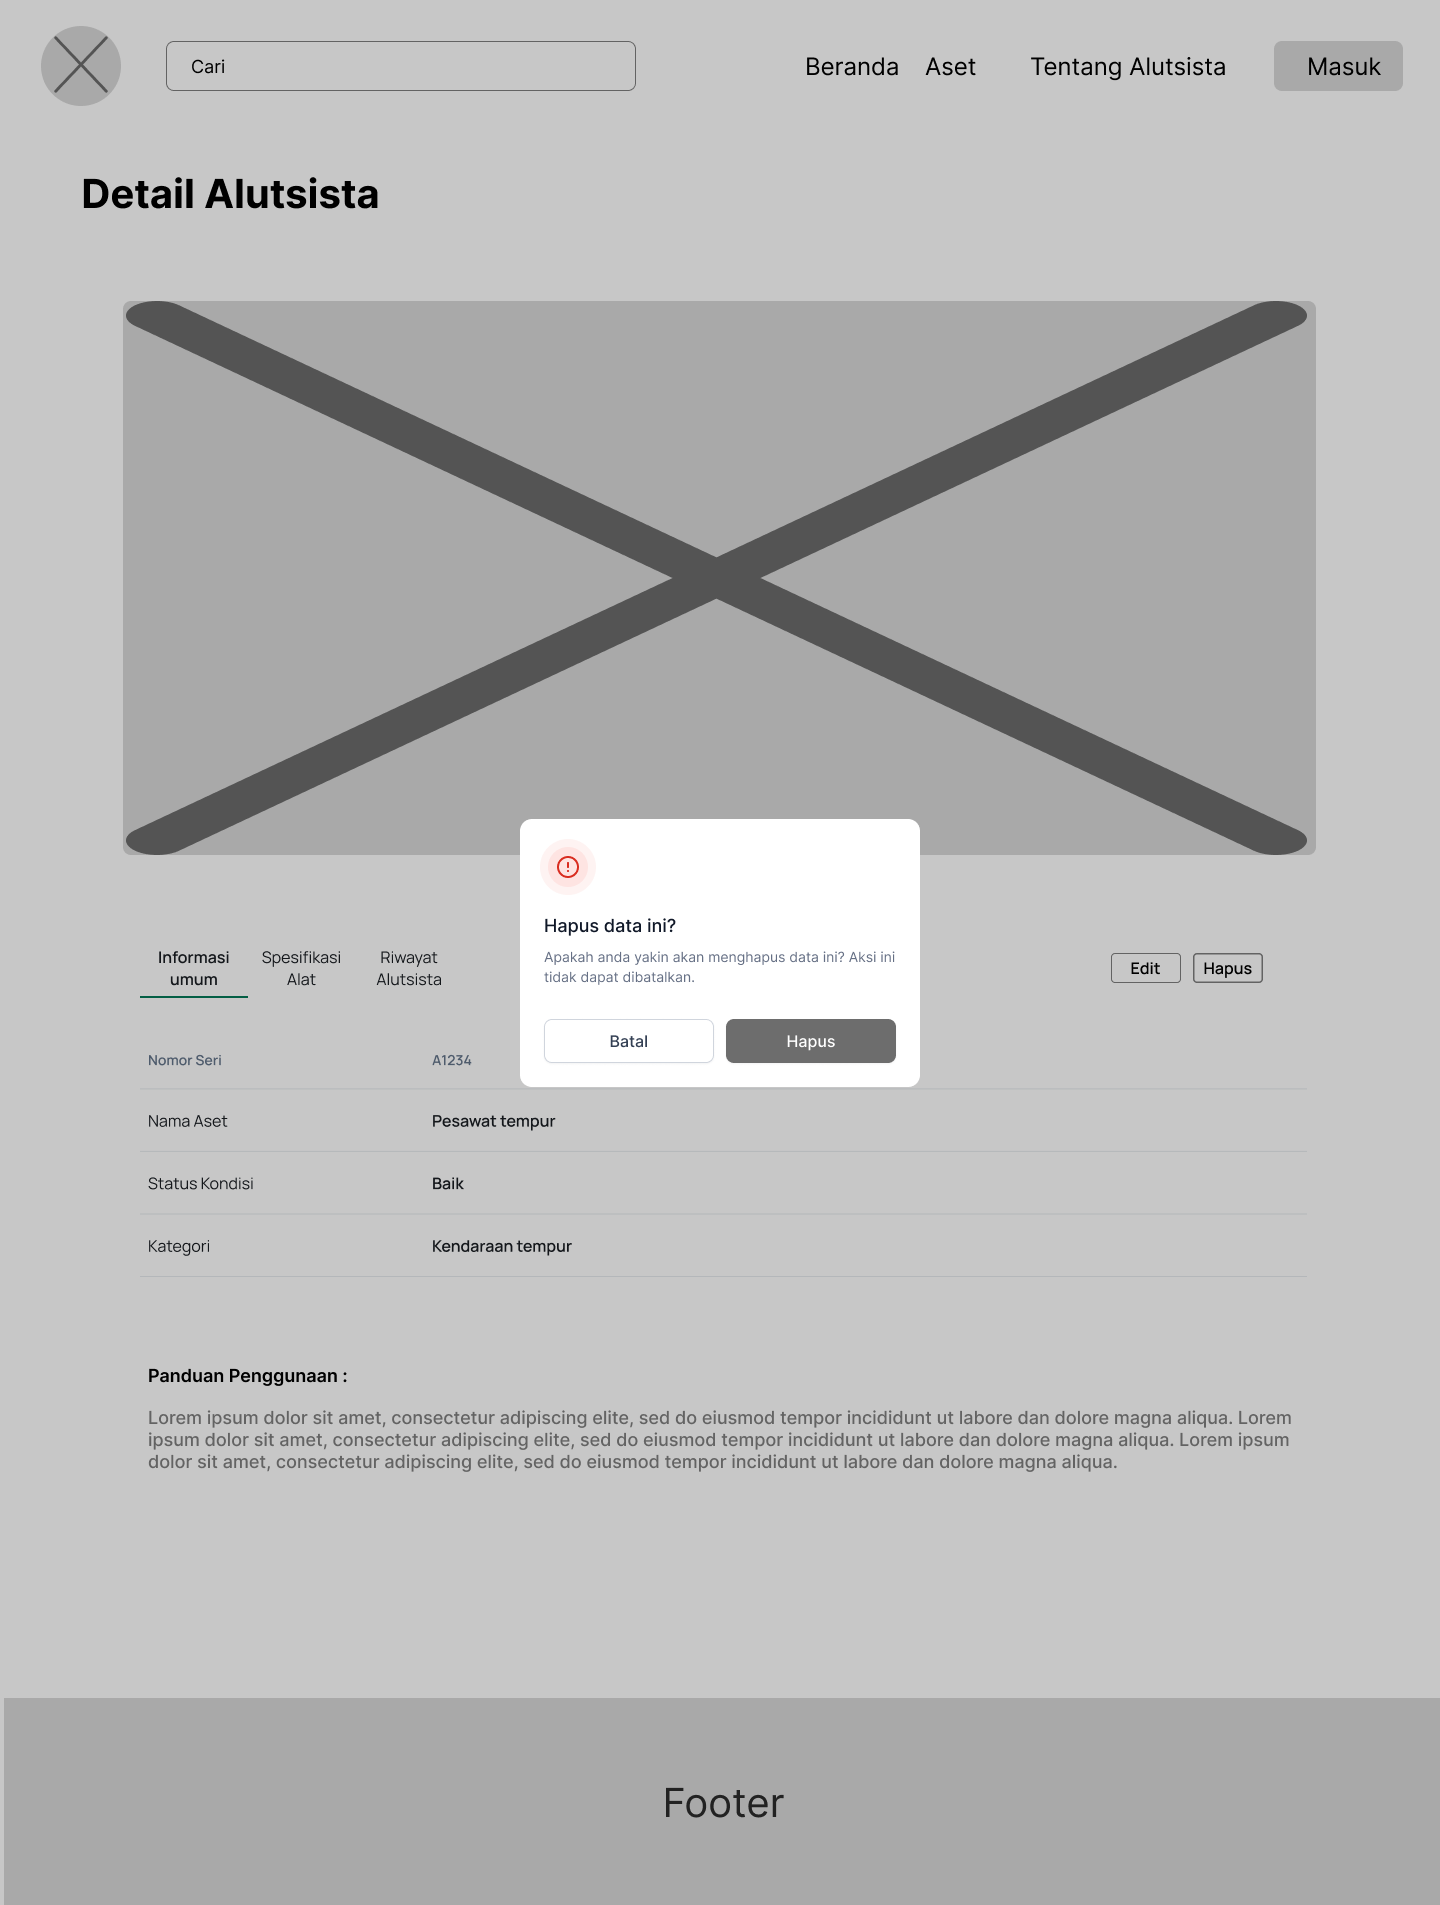 Cari
Beranda Aset Tentang Alutsista Masuk
Detail Alutsista
Hapus data ini?
Apakah anda yakin akan menghapus data ini? Aksi ini
tidak dapat dibatalkan.
Batal Hapus
Informasi
umum
Spesifikasi
Alat
Riwayat
Alutsista
Edit Hapus
Nomor Seri A1234
Nama Aset Pesawat tempur
Status Kondisi Baik
Kategori Kendaraan tempur
Panduan Penggunaan :
Lorem ipsum dolor sit amet, consectetur adipiscing elite, sed do eiusmod tempor incididunt ut labore dan dolore magna aliqua. Lorem
ipsum dolor sit amet, consectetur adipiscing elite, sed do eiusmod tempor incididunt ut labore dan dolore magna aliqua. Lorem ipsum
dolor sit amet, consectetur adipiscing elite, sed do eiusmod tempor incididunt ut labore dan dolore magna aliqua.
Footer